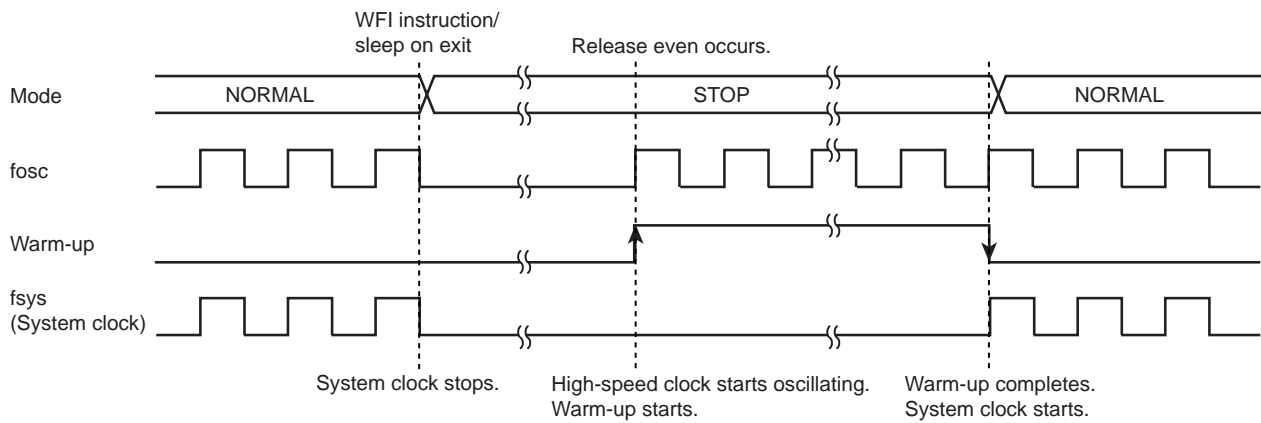 WFI instruction/
sleep on exit
Release even occurs.
Mode
NORMAL
STOP
NORMAL
fosc
Warm-up
fsys
(System clock)
System clock stops.
High-speed clock starts oscillating.
Warm-up starts.
Warm-up completes.
System clock starts.